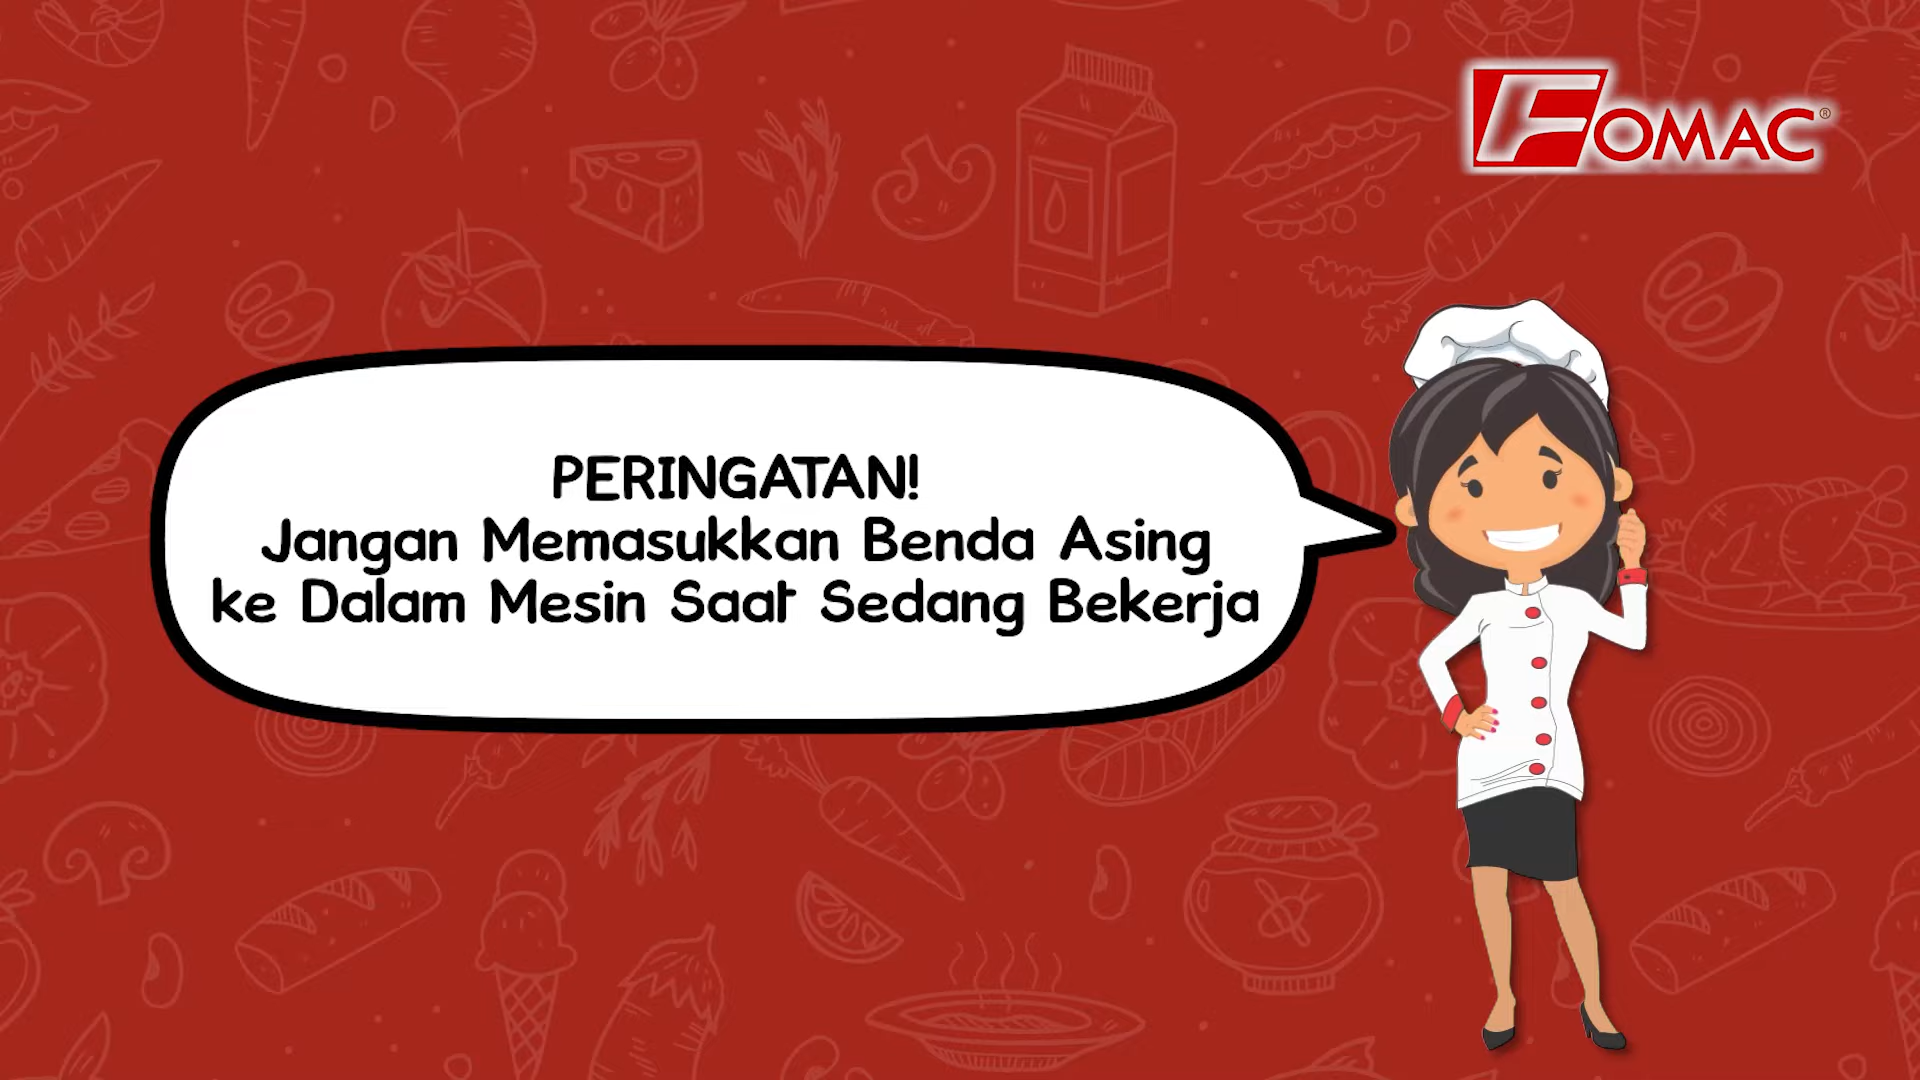 FOMAC®
PERINGATAN!
Jangan Memasukkan Benda Asing
ke Dalam Mesin Saat Sedang Bekerja